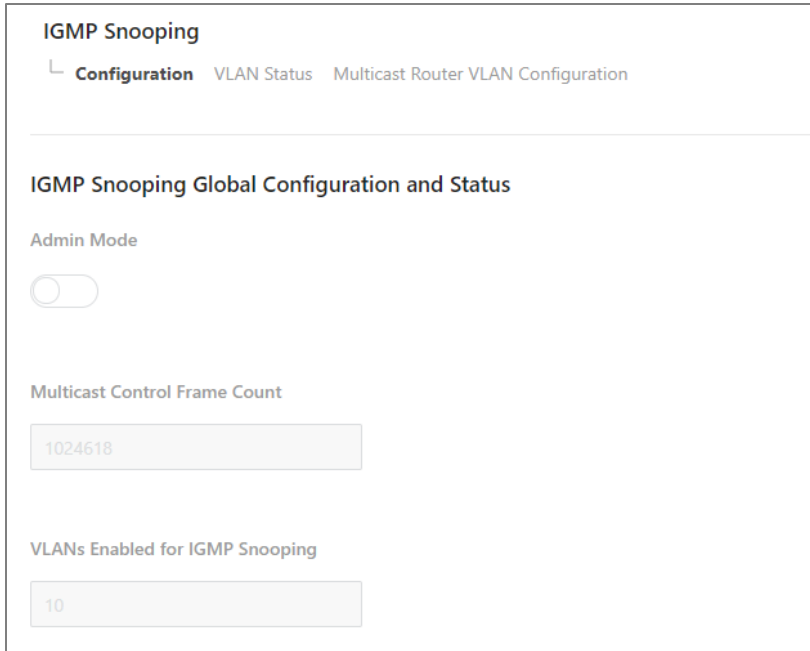 IGMP Snooping
Configuration VLAN Status Multicast Router VLAN Configuration
IGMP Snooping Global Configuration and Status
Admin Mode
Multicast Control Frame Count
1024618
VLANs Enabled for IGMP Snooping
10